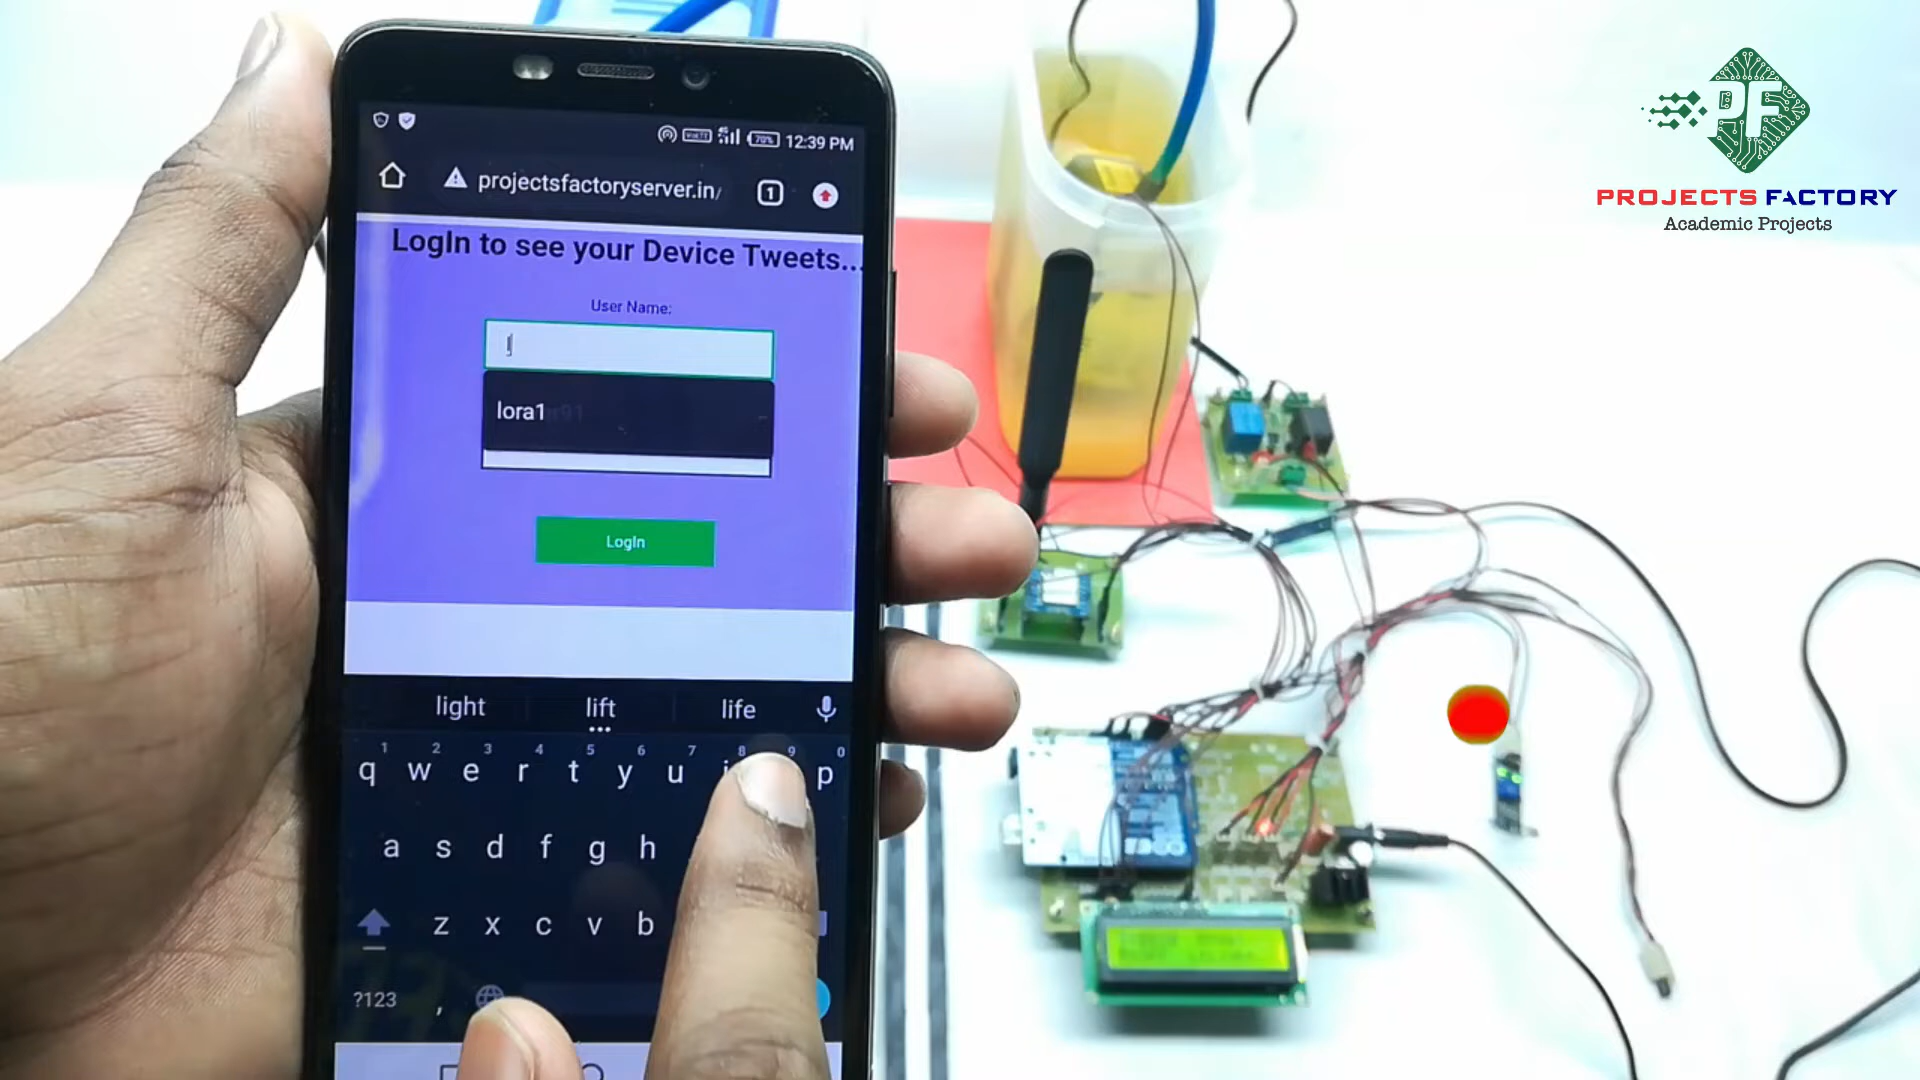 12:39 PM
projectsfactoryserver.in/
1
LogIn to see your Device Tweets...
User Name:
l
lora1
LogIn
light lift life
1 2 3 4 5 6 7 8 9 0
q w e r t y u i p
a s d f g h
z x c v b
?123 ,
PF
PROJECTS FACTORY
Academic Projects